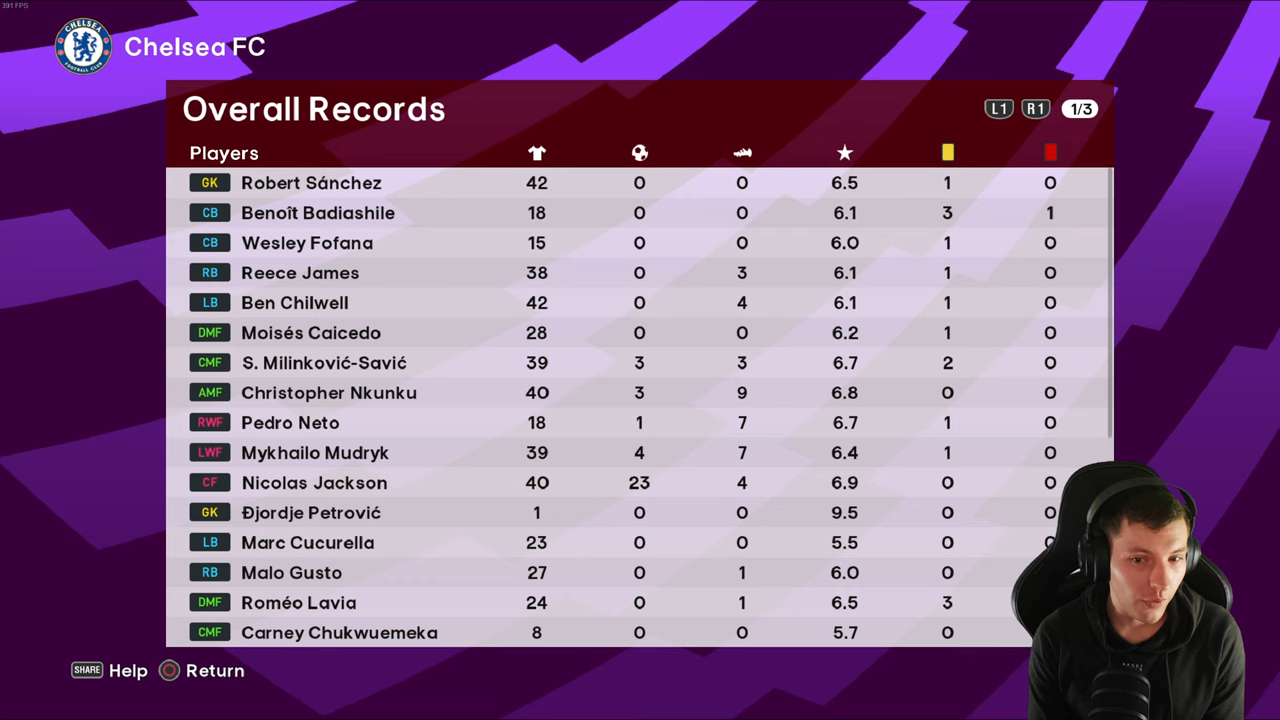 391 FPS
CHELSEA
FOOTBALL CLUB
Chelsea FC
Overall Records
L1 R1 1/3
Players
GK Robert Sánchez 42 0 0 6.5 1 0
CB Benoît Badiashile 18 0 0 6.1 3 1
CB Wesley Fofana 15 0 0 6.0 1 0
RB Reece James 38 0 3 6.1 1 0
LB Ben Chilwell 42 0 4 6.1 1 0
DMF Moisés Caicedo 28 0 0 6.2 1 0
CMF S. Milinković-Savić 39 3 3 6.7 2 0
AMF Christopher Nkunku 40 3 9 6.8 0 0
RWF Pedro Neto 18 1 7 6.7 1 0
LWF Mykhailo Mudryk 39 4 7 6.4 1 0
CF Nicolas Jackson 40 23 4 6.9 0 0
GK Đjordje Petrović 1 0 0 9.5 0 0
LB Marc Cucurella 23 0 0 5.5 0 0
RB Malo Gusto 27 0 1 6.0 0
DMF Roméo Lavia 24 0 1 6.5 3
CMF Carney Chukwuemeka 8 0 0 5.7 0
SHARE Help Return